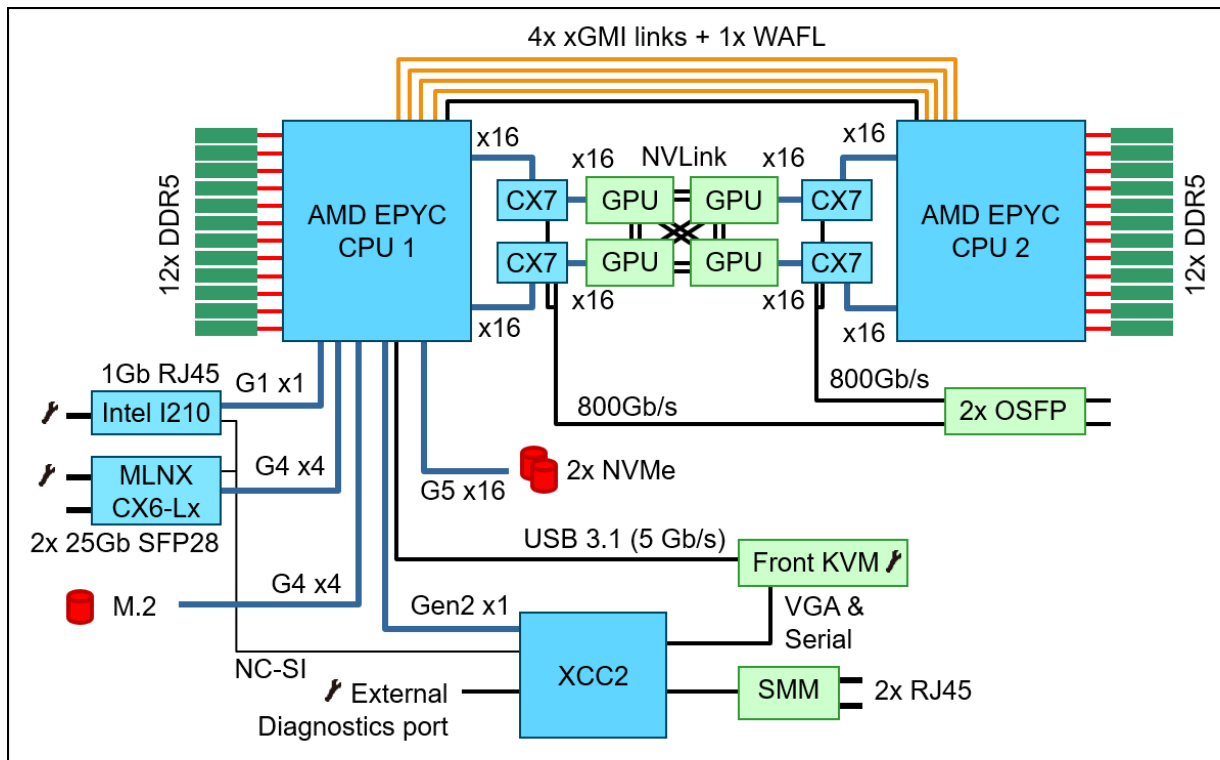 4x xGMI links + 1x WAFL
12x DDR5
AMD EPYC
CPU 1
x16
x16
NVLink
x16
x16
AMD EPYC
CPU 2
12x DDR5
CX7
GPU
GPU
CX7
CX7
GPU
GPU
CX7
x16
x16
x16
x16
1Gb RJ45
G1 x1
Intel I210
800Gb/s
800Gb/s
2x OSFP
MLNX
CX6-Lx
G4 x4
G5 x16
2x NVMe
2x 25Gb SFP28
USB 3.1 (5 Gb/s)
Front KVM
M.2
G4 x4
Gen2 x1
VGA &
Serial
NC-SI
XCC2
External
Diagnostics port
SMM
2x RJ45